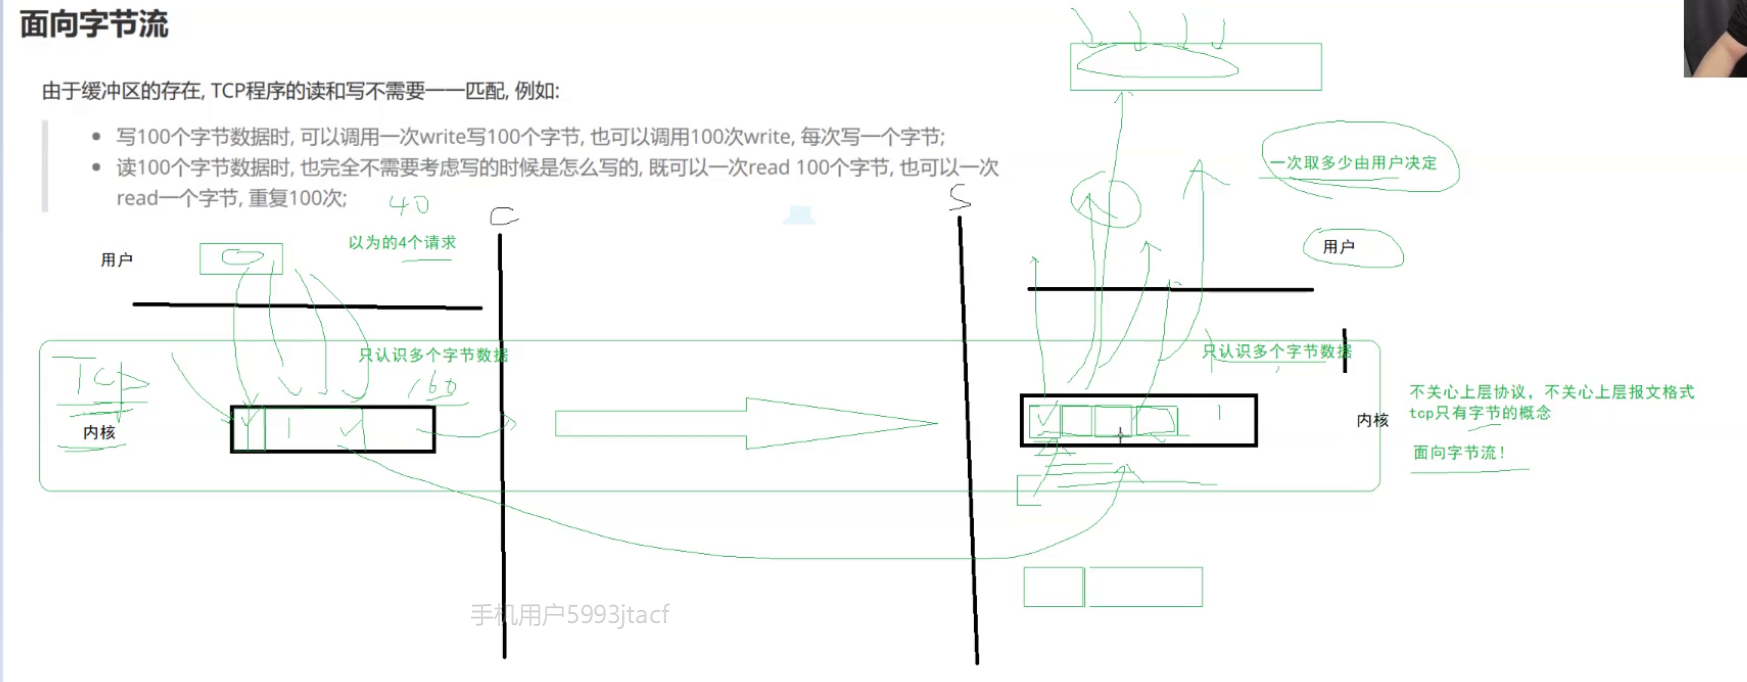 面向字节流
由于缓冲区的存在, TCP程序的读和写不需要一一匹配, 例如:
写100个字节数据时, 可以调用一次write写100个字节, 也可以调用100次write, 每次写一个字节;
读100个字节数据时, 也完全不需要考虑写的时候是怎么写的, 既可以一次read 100个字节, 也可以一次
read一个字节, 重复100次;
一次取多少由用户决定
40
C
S
以为的4个请求
用户
用户
只认识多个字节数据
只认识多个字节数据
TCP
160
内核
内核
不关心上层协议，不关心上层报文格式
tcp只有字节的概念
面向字节流！
手机用户5993jtacf